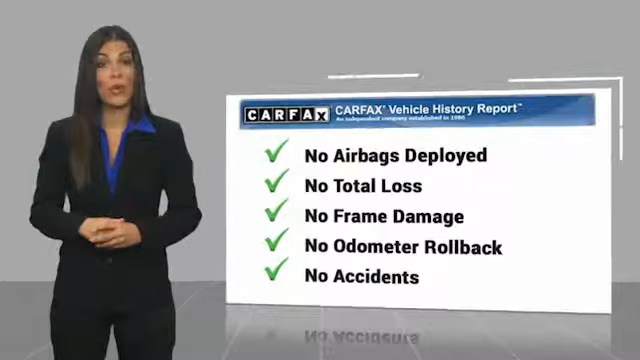 CARFAX CARFAX® Vehicle History Report™
An independent company established in 1986
No Airbags Deployed
No Total Loss
No Frame Damage
No Odometer Rollback
No Accidents